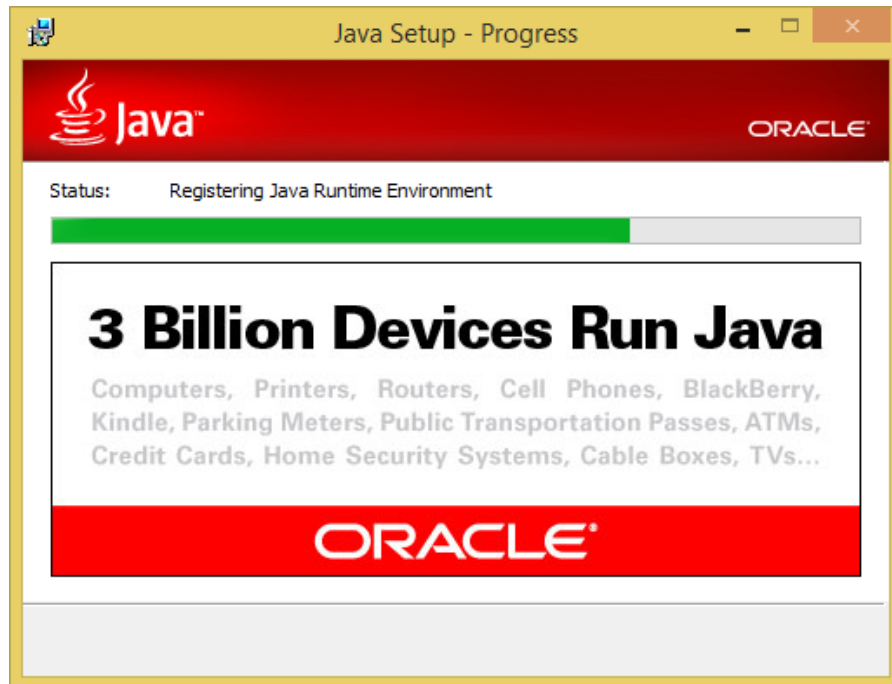 Java Setup - Progress
Java™
ORACLE®
Status: Registering Java Runtime Environment
3 Billion Devices Run Java
Computers, Printers, Routers, Cell Phones, BlackBerry,
Kindle, Parking Meters, Public Transportation Passes, ATMs,
Credit Cards, Home Security Systems, Cable Boxes, TVs...
ORACLE®